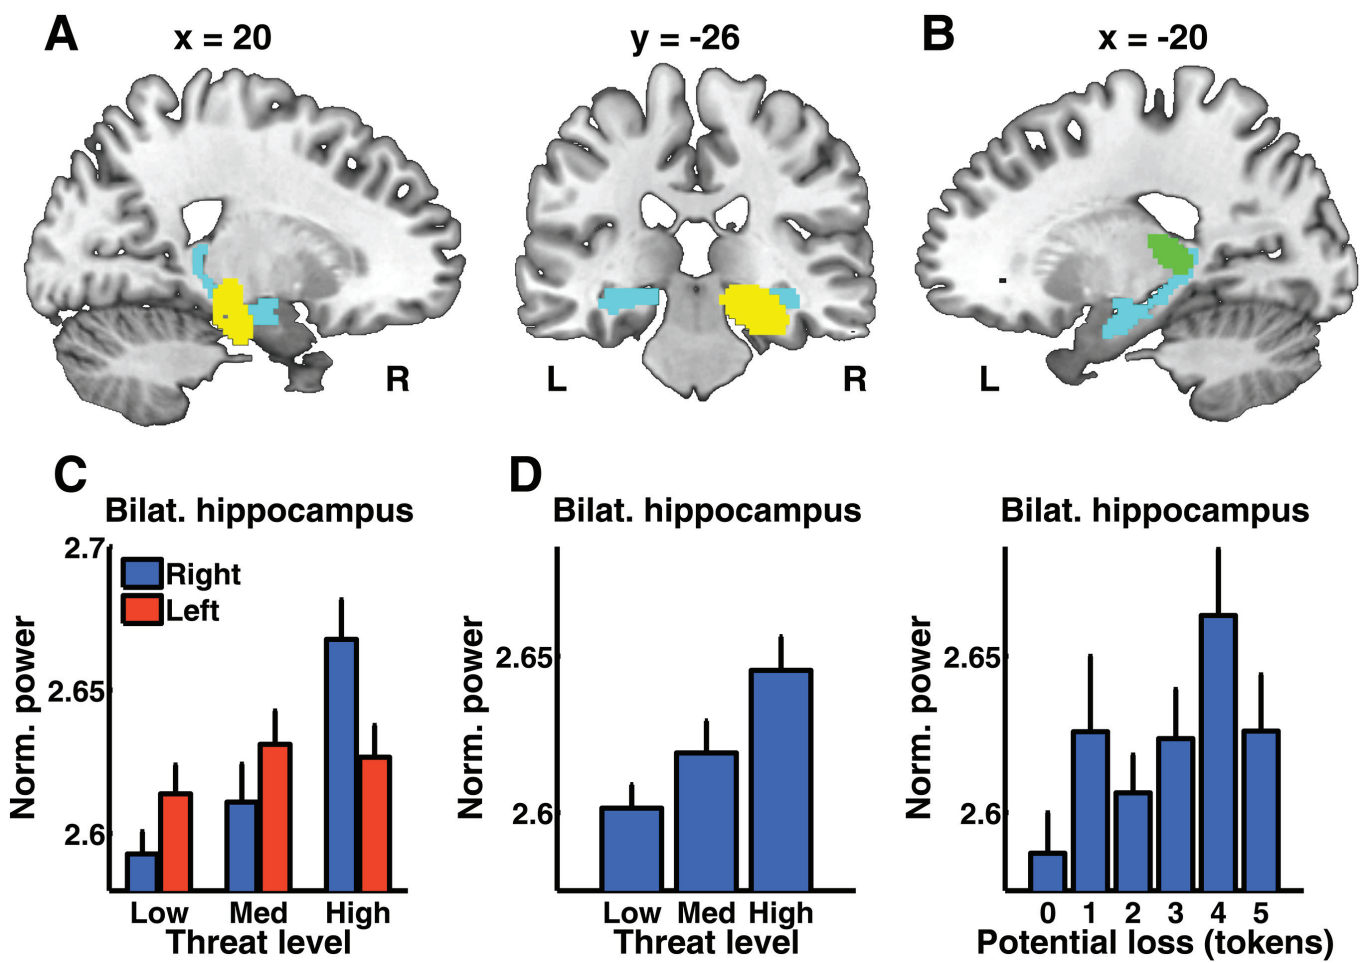 A
x = 20
y = -26
B
x = -20
R
L
R
L
C
Bilat. hippocampus
2.7
2.65
2.6
Norm. power
Right
Left
Low Med High
Threat level
D
Bilat. hippocampus
2.65
2.6
Norm. power
Low Med High
Threat level
Bilat. hippocampus
2.65
2.6
Norm. power
0 1 2 3 4 5
Potential loss (tokens)